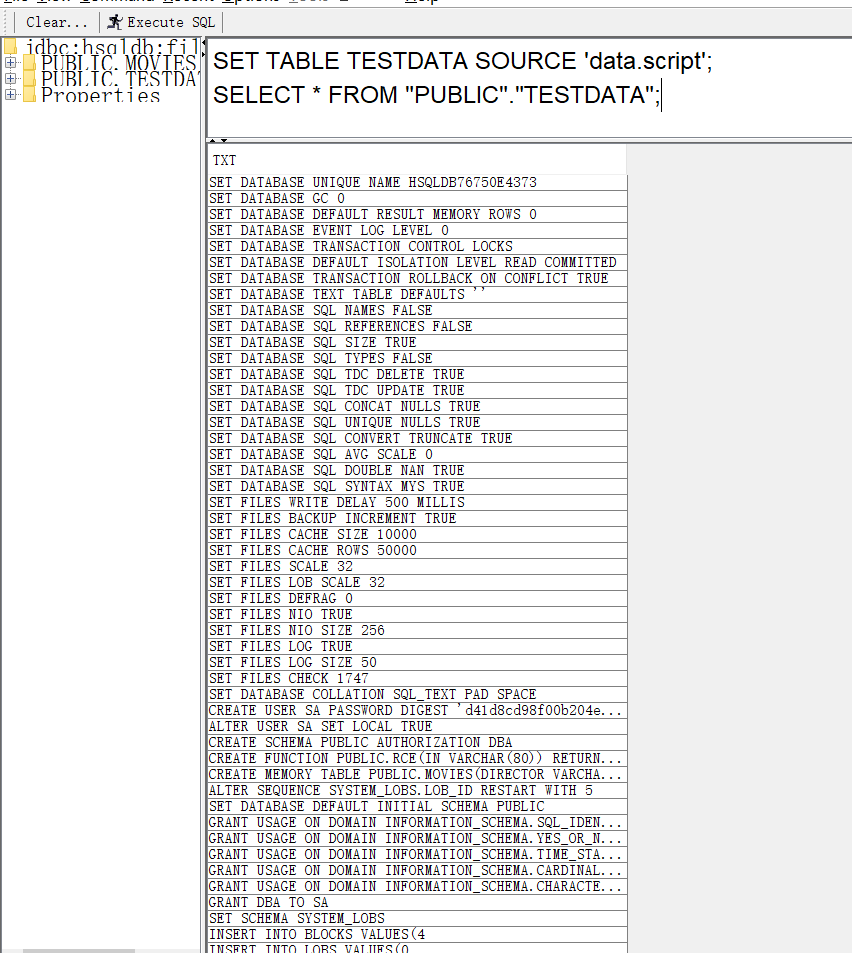 Clear... Execute SQL
jdbc:hsqldb:fil
PUBLIC.MOVIES
PUBLIC.TESTDA
Properties
SET TABLE TESTDATA SOURCE 'data.script';
SELECT * FROM "PUBLIC"."TESTDATA";
TXT
SET DATABASE UNIQUE NAME HSQLDB76750E4373
SET DATABASE GC 0
SET DATABASE DEFAULT RESULT MEMORY ROWS 0
SET DATABASE EVENT LOG LEVEL 0
SET DATABASE TRANSACTION CONTROL LOCKS
SET DATABASE DEFAULT ISOLATION LEVEL READ COMMITTED
SET DATABASE TRANSACTION ROLLBACK ON CONFLICT TRUE
SET DATABASE TEXT TABLE DEFAULTS ''
SET DATABASE SQL NAMES FALSE
SET DATABASE SQL REFERENCES FALSE
SET DATABASE SQL SIZE TRUE
SET DATABASE SQL TYPES FALSE
SET DATABASE SQL TDC DELETE TRUE
SET DATABASE SQL TDC UPDATE TRUE
SET DATABASE SQL CONCAT NULLS TRUE
SET DATABASE SQL UNIQUE NULLS TRUE
SET DATABASE SQL CONVERT TRUNCATE TRUE
SET DATABASE SQL AVG SCALE 0
SET DATABASE SQL DOUBLE NAN TRUE
SET DATABASE SQL SYNTAX MYS TRUE
SET FILES WRITE DELAY 500 MILLIS
SET FILES BACKUP INCREMENT TRUE
SET FILES CACHE SIZE 10000
SET FILES CACHE ROWS 50000
SET FILES SCALE 32
SET FILES LOB SCALE 32
SET FILES DEFRAG 0
SET FILES NIO TRUE
SET FILES NIO SIZE 256
SET FILES LOG TRUE
SET FILES LOG SIZE 50
SET FILES CHECK 1747
SET DATABASE COLLATION SQL_TEXT PAD SPACE
CREATE USER SA PASSWORD DIGEST 'd41d8cd98f00b204e...
ALTER USER SA SET LOCAL TRUE
CREATE SCHEMA PUBLIC AUTHORIZATION DBA
CREATE FUNCTION PUBLIC.RCE(IN VARCHAR(80)) RETURN...
CREATE MEMORY TABLE PUBLIC.MOVIES(DIRECTOR VARCHA...
ALTER SEQUENCE SYSTEM_LOBS.LOB_ID RESTART WITH 5
SET DATABASE DEFAULT INITIAL SCHEMA PUBLIC
GRANT USAGE ON DOMAIN INFORMATION_SCHEMA.SQL_IDEN...
GRANT USAGE ON DOMAIN INFORMATION_SCHEMA.YES_OR_N...
GRANT USAGE ON DOMAIN INFORMATION_SCHEMA.TIME_STA...
GRANT USAGE ON DOMAIN INFORMATION_SCHEMA.CARDINAL...
GRANT USAGE ON DOMAIN INFORMATION_SCHEMA.CHARACTE...
GRANT DBA TO SA
SET SCHEMA SYSTEM_LOBS
INSERT INTO BLOCKS VALUES(4
INSERT INTO LOBS VALUES(0